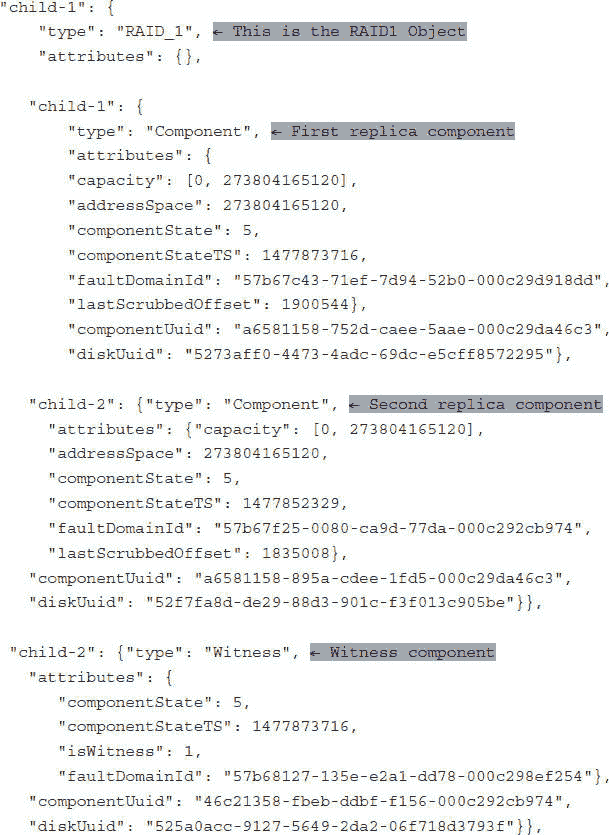 "child-1": {
"type": "RAID_1", ← This is the RAID1 Object
"attributes": {},
"child-1": {
"type": "Component", ← First replica component
"attributes": {
"capacity": [0, 273804165120],
"addressSpace": 273804165120,
"componentState": 5,
"componentStateTS": 1477873716,
"faultDomainId": "57b67c43-71ef-7d94-52b0-000c29d918dd",
"lastScrubbedOffset": 1900544},
"componentUuid": "a6581158-752d-caee-5aae-000c29da46c3",
"diskUuid": "5273aff0-4473-4adc-69dc-e5cff8572295"},
"child-2": {"type": "Component", ← Second replica component
"attributes": {"capacity": [0, 273804165120],
"addressSpace": 273804165120,
"componentState": 5,
"componentStateTS": 1477852329,
"faultDomainId": "57b67f25-0080-ca9d-77da-000c292cb974",
"lastScrubbedOffset": 1835008},
"componentUuid": "a6581158-895a-cdee-1fd5-000c29da46c3",
"diskUuid": "52f7fa8d-de29-88d3-901c-f3f013c905be"}},
"child-2": {"type": "Witness", ← Witness component
"attributes": {
"componentState": 5,
"componentStateTS": 1477873716,
"isWitness": 1,
"faultDomainId": "57b68127-135e-e2a1-dd78-000c298ef254"},
"componentUuid": "46c21358-fbeb-ddbf-f156-000c292cb974",
"diskUuid": "525a0acc-9127-5649-2da2-06f718d3793f"}},